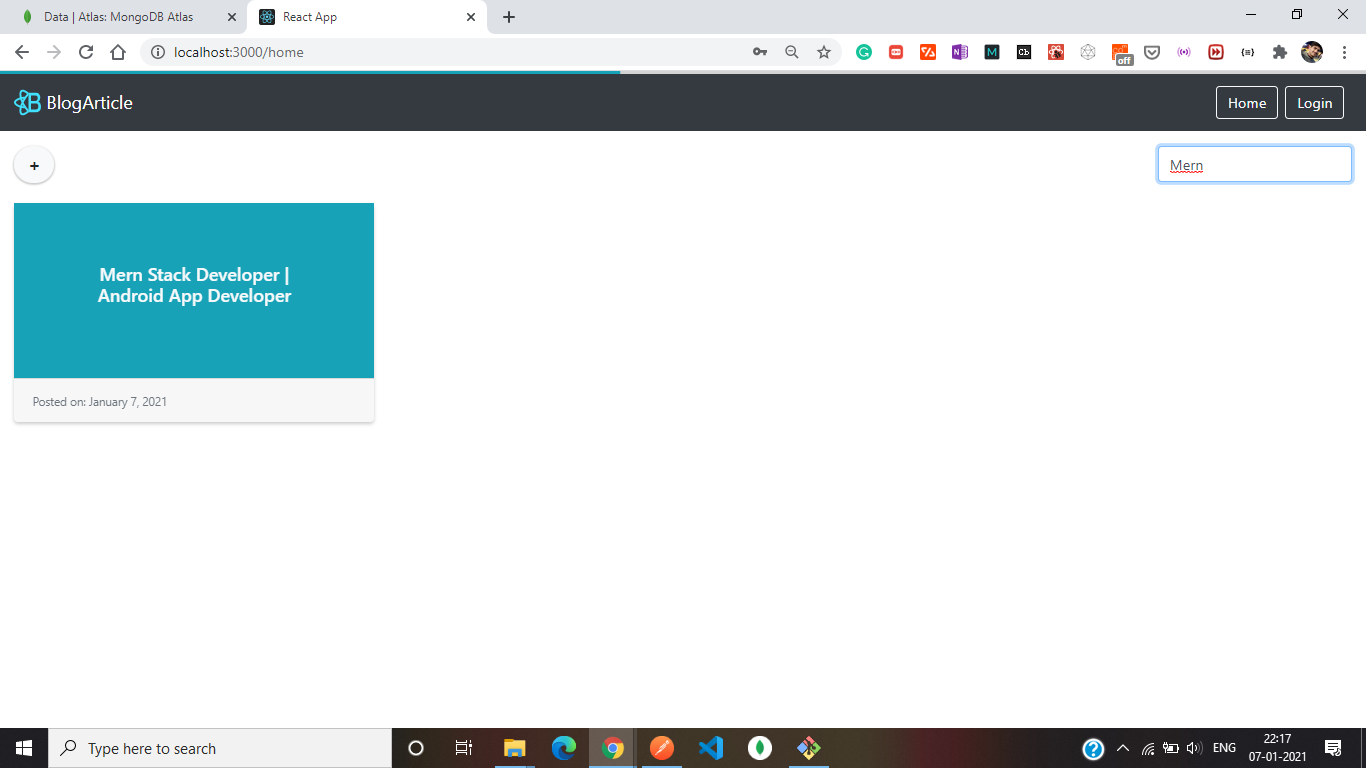 Data | Atlas: MongoDB Atlas
React App
localhost:3000/home
off
BlogArticle
Home
Login
+
Mern
Mern Stack Developer |
Android App Developer
Posted on: January 7, 2021
Type here to search
ENG
22:17
07-01-2021